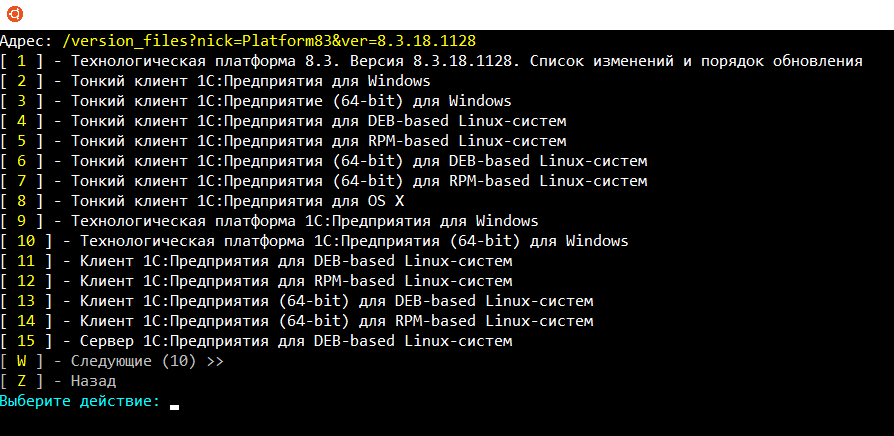 Адрес: /version_files?nick=Platform83&ver=8.3.18.1128
[ 1 ] - Технологическая платформа 8.3. Версия 8.3.18.1128. Список изменений и порядок обновления
[ 2 ] - Тонкий клиент 1С:Предприятия для Windows
[ 3 ] - Тонкий клиент 1С:Предприятие (64-bit) для Windows
[ 4 ] - Тонкий клиент 1С:Предприятия для DEB-based Linux-систем
[ 5 ] - Тонкий клиент 1С:Предприятия для RPM-based Linux-систем
[ 6 ] - Тонкий клиент 1С:Предприятия (64-bit) для DEB-based Linux-систем
[ 7 ] - Тонкий клиент 1С:Предприятия (64-bit) для RPM-based Linux-систем
[ 8 ] - Тонкий клиент 1С:Предприятия для OS X
[ 9 ] - Технологическая платформа 1С:Предприятия для Windows
[ 10 ] - Технологическая платформа 1С:Предприятия (64-bit) для Windows
[ 11 ] - Клиент 1С:Предприятия для DEB-based Linux-систем
[ 12 ] - Клиент 1С:Предприятия для RPM-based Linux-систем
[ 13 ] - Клиент 1С:Предприятия (64-bit) для DEB-based Linux-систем
[ 14 ] - Клиент 1С:Предприятия (64-bit) для RPM-based Linux-систем
[ 15 ] - Сервер 1С:Предприятия для DEB-based Linux-систем
[ W ] - Следующие (10) >>
[ Z ] - Назад
Выберите действие: